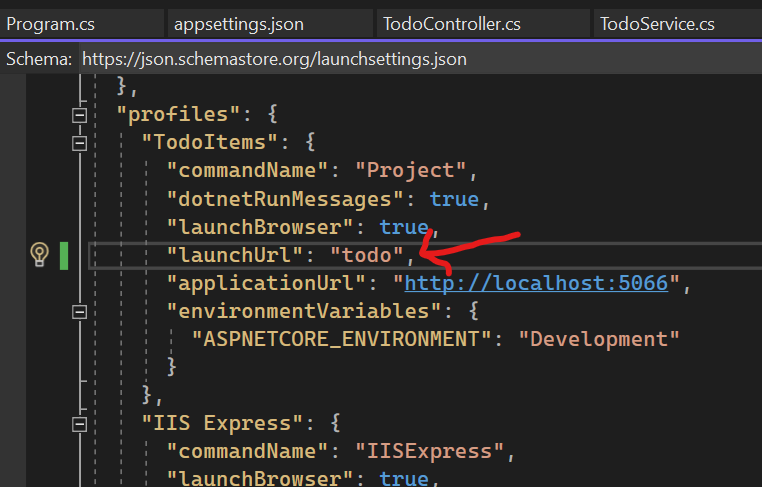 Program.cs appsettings.json TodoController.cs TodoService.cs
Schema: https://json.schemastore.org/launchsettings.json
},
"profiles": {
"TodoItems": {
"commandName": "Project",
"dotnetRunMessages": true,
"launchBrowser": true,
"launchUrl": "todo",
"applicationUrl": "http://localhost:5066",
"environmentVariables": {
"ASPNETCORE_ENVIRONMENT": "Development"
}
},
"IIS Express": {
"commandName": "IISExpress",
"launchBrowser": true,